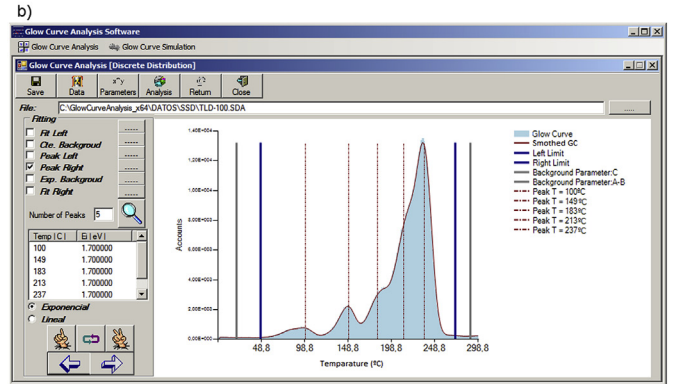 b)
Glow Curve Analysis Software
Glow Curve Analysis Glow Curve Simulation
Glow Curve Analysis [Discrete Distribution]
Save Data Parameters Analysis Return Close
File: C:\GlowCurveAnalysis_x64\DATOS\SSD\TLD-100.SDA .....
Fitting
Fit Left .....
Cte. Backgroud .....
Peak Left .....
Peak Right .....
Exp. Backgroud .....
Fit Right .....
Number of Peaks 5
Temp|C| Ei|eV|
100 1.700000
149 1.700000
183 1.700000
213 1.700000
237 1.700000
Exponencial
Lineal
Accounts
1,40E+004
1,20E+004
1,00E+004
8,00E+003
6,00E+003
4,00E+003
2,00E+003
0,00E+000
48,8 98,8 148,8 198,8 248,8 298,8
Temparature (ºC)
Glow Curve
Smothed GC
Left Limit
Right Limit
Background Parameter:C
Background Parameter:A-B
Peak T = 100ºC
Peak T = 149ºC
Peak T = 183ºC
Peak T = 213ºC
Peak T = 237ºC